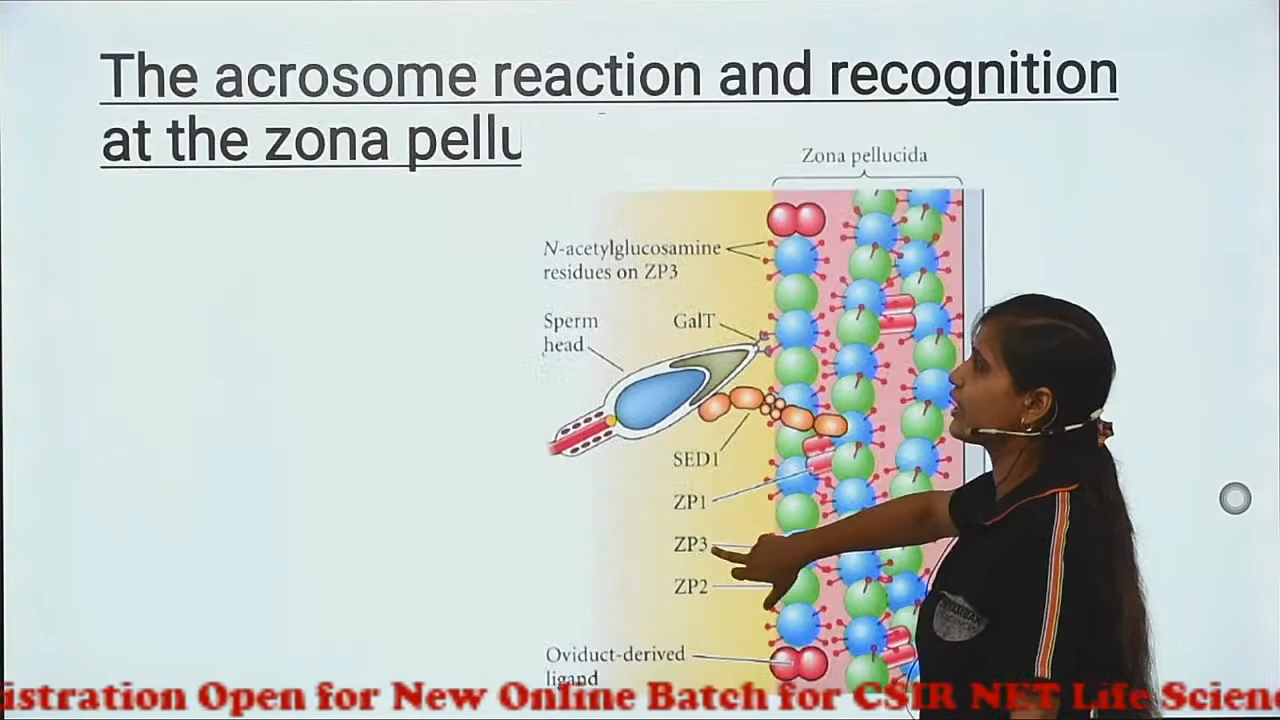 The acrosome reaction and recognition
at the zona pellu
Zona pellucida
N-acetylglucosamine
residues on ZP3
Sperm
head
GalT
SED1
ZP1
ZP3
ZP2
Oviduct-derived
ligand
istration Open for New Online Batch for CSIR NET Life Scienc